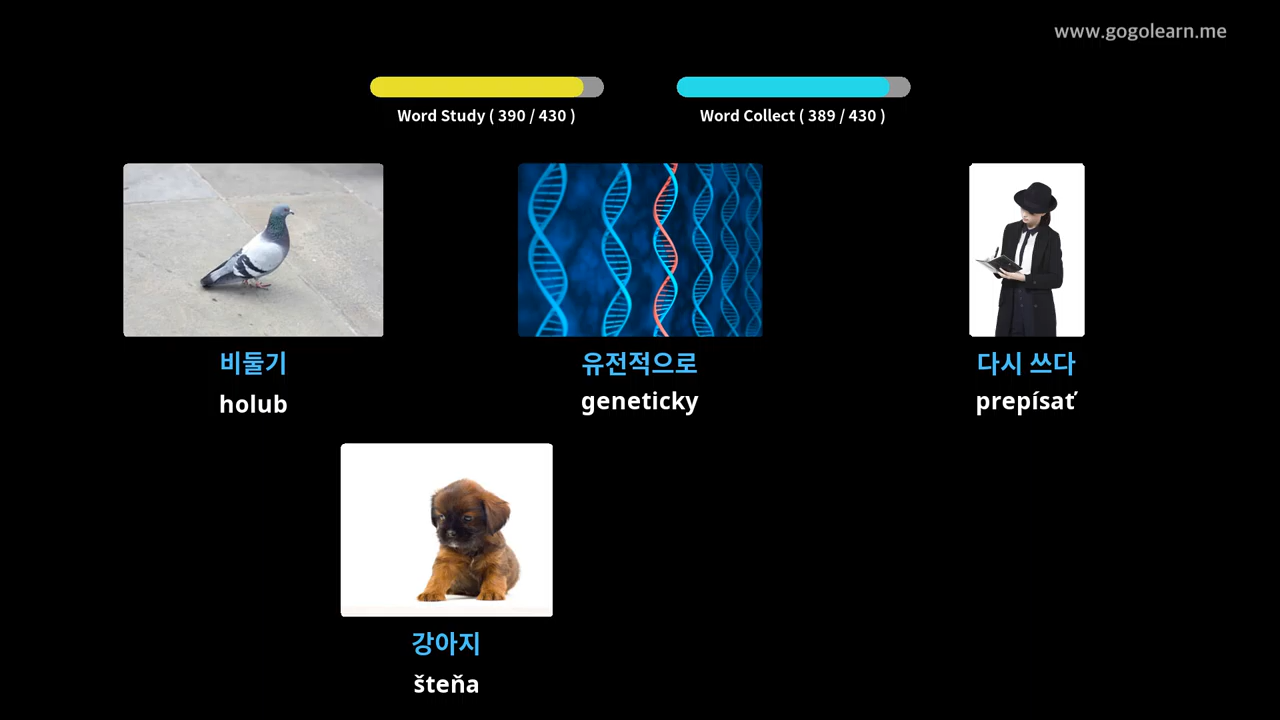 www.gogolearn.me
Word Study ( 390 / 430 )
Word Collect ( 389 / 430 )
비둘기
holub
유전적으로
geneticky
다시 쓰다
prepísať
강아지
šteňa